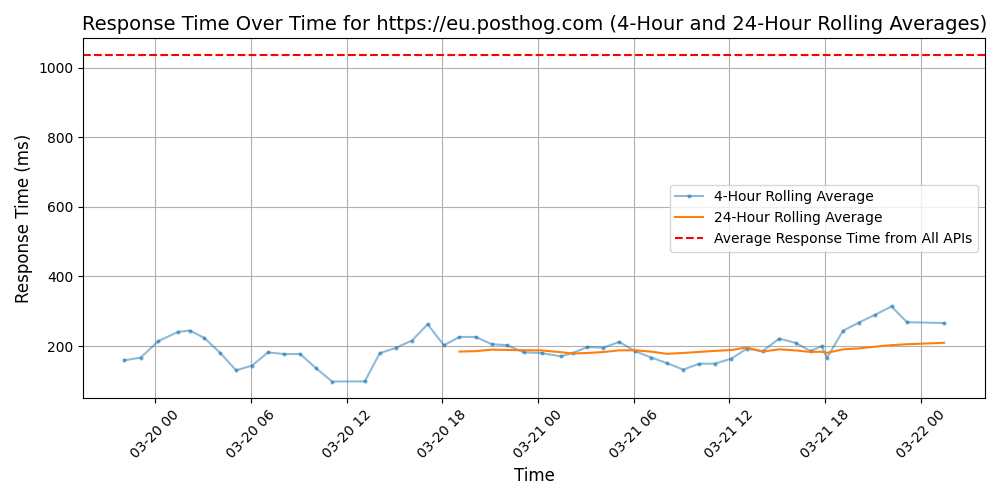 Response Time Over Time for https://eu.posthog.com (4-Hour and 24-Hour Rolling Averages)
Response Time (ms)
1000
800
600
400
200
4-Hour Rolling Average
24-Hour Rolling Average
Average Response Time from All APIs
03-20 00
03-20 06
03-20 12
03-20 18
03-21 00
03-21 06
03-21 12
03-21 18
03-22 00
Time